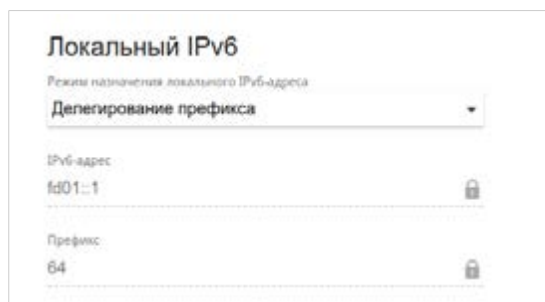 Локальный IPv6
Режим назначения локального IPv6-адреса
Делегирование префикса
IPv6-адрес
fd01::1
Префикс
64